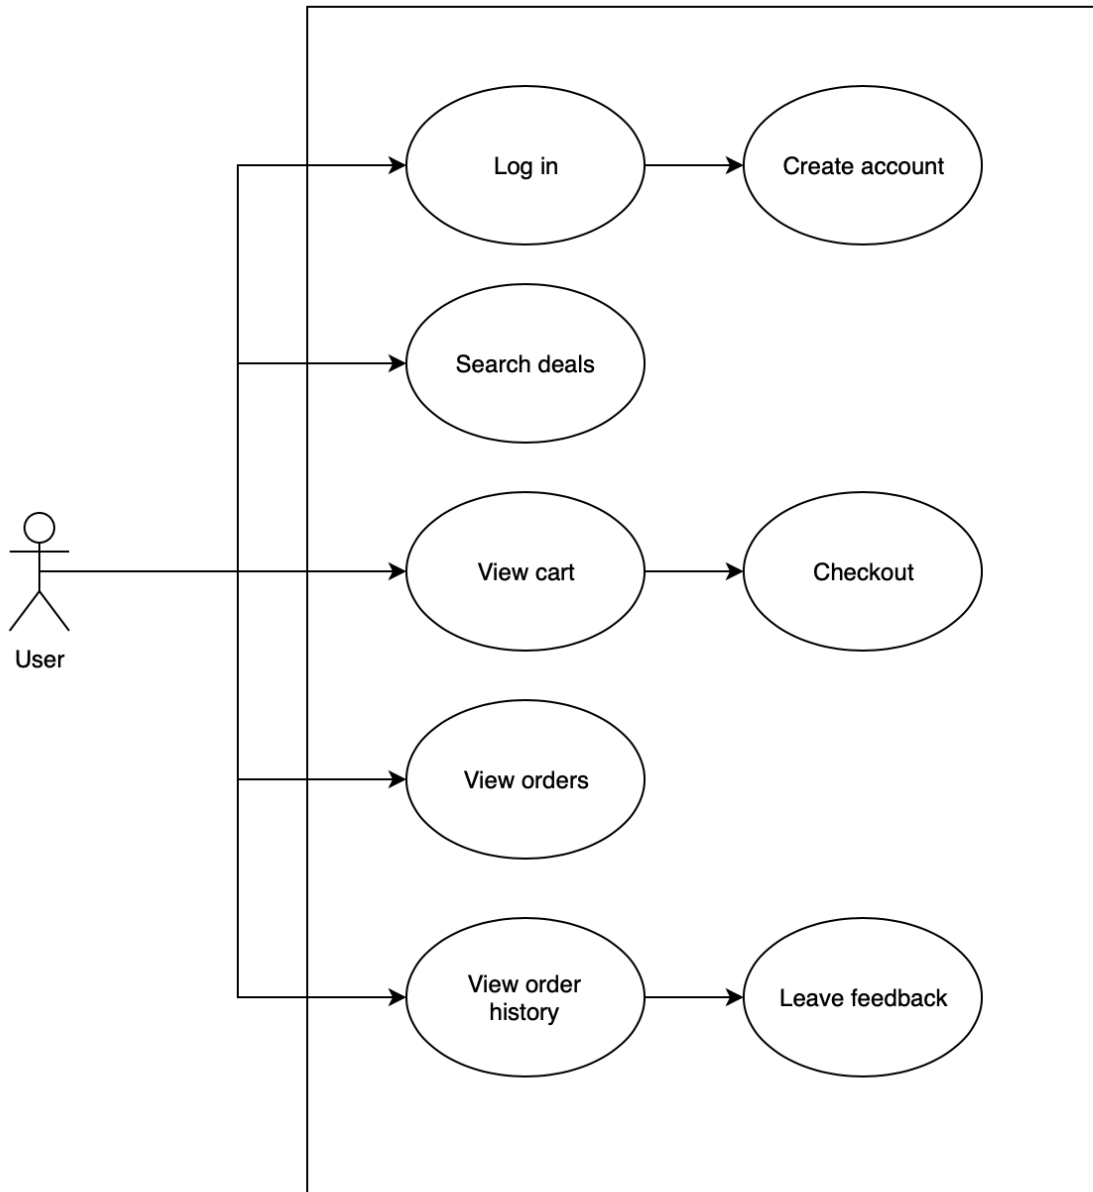 Log in
Create account
Search deals
View cart
Checkout
User
View orders
View order
history
Leave feedback